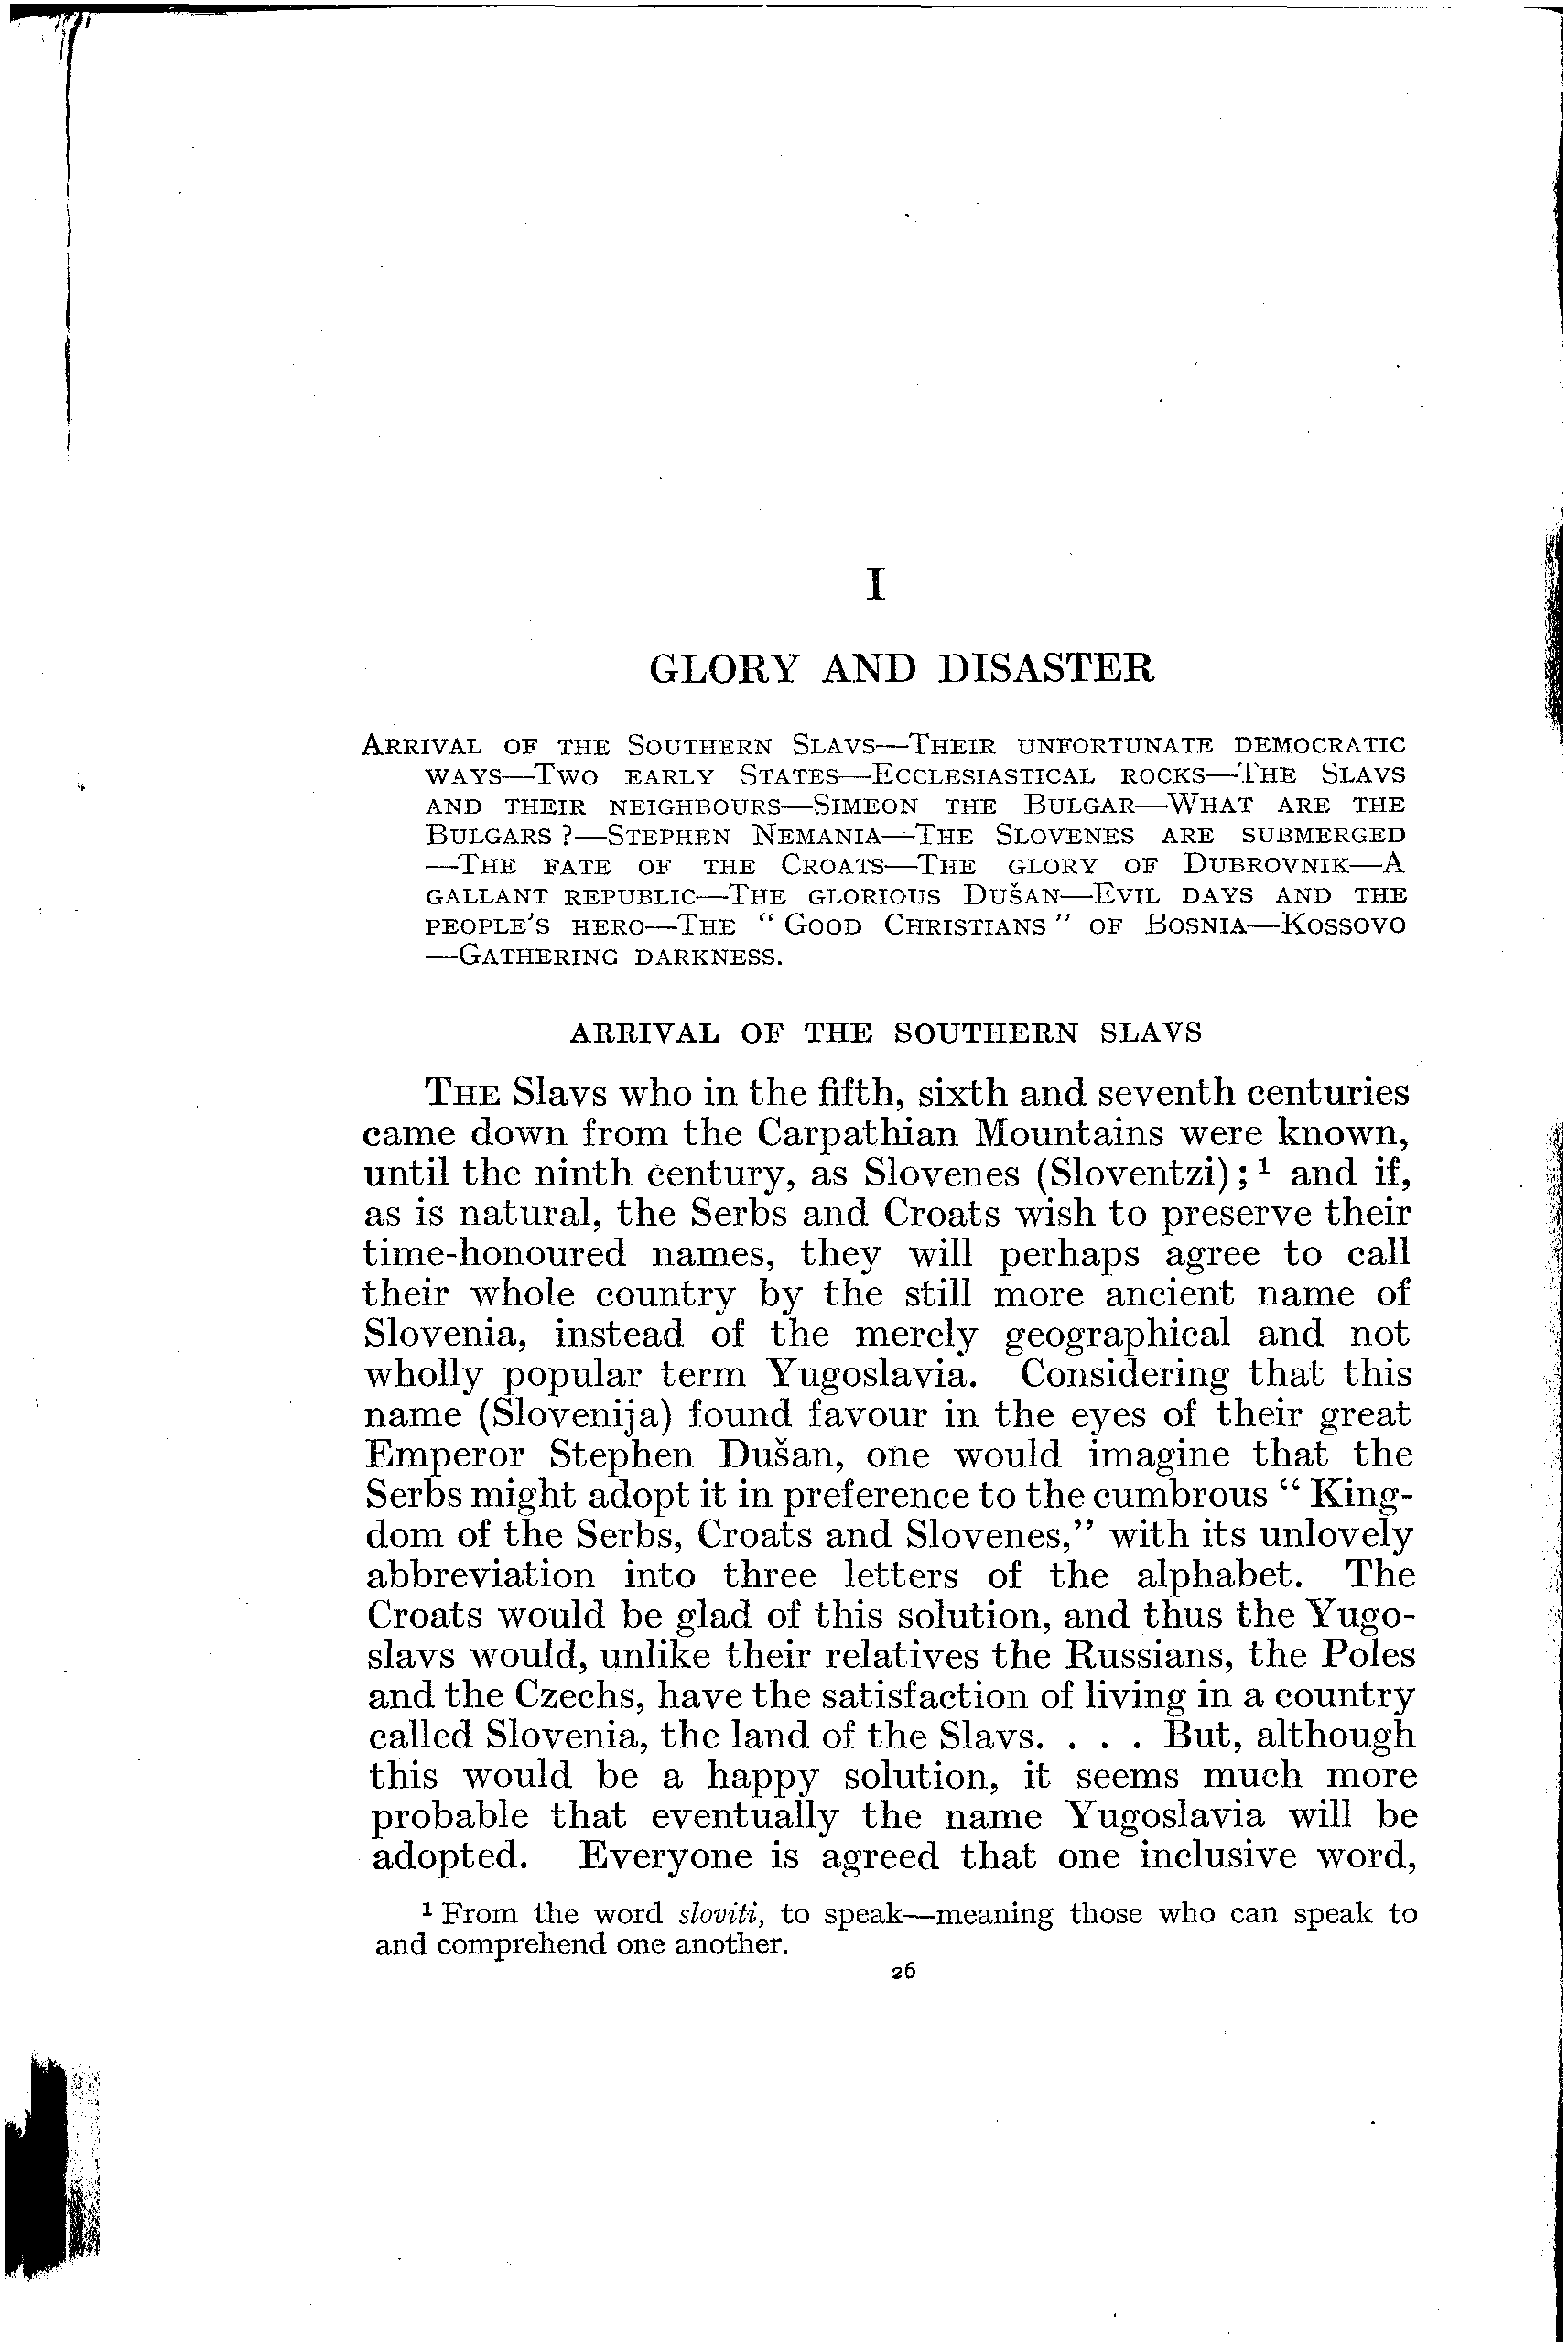 I
GLORY AND DISASTER
ARRIVAL OF THE SOUTHERN SLAVS—THEIR UNFORTUNATE DEMOCRATIC
WAYS—TWO EARLY STATES—ECCLESIASTICAL ROCKS—THE SLAVS
AND THEIR NEIGHBOURS—SIMEON THE BULGAR—WHAT ARE THE
BULGARS ?—STEPHEN NEMANIA—THE SLOVENES ARE SUBMERGED
—THE FATE OF THE CROATS—THE GLORY OF DUBROVNIK—A
GALLANT REPUBLIC—THE GLORIOUS DUŠAN—EVIL DAYS AND THE
PEOPLE'S HERO—THE " GOOD CHRISTIANS " OF BOSNIA—KOSSOVO
—GATHERING DARKNESS.
ARRIVAL OF THE SOUTHERN SLAVS
THE Slavs who in the fifth, sixth and seventh centuries
came down from the Carpathian Mountains were known,
until the ninth century, as Slovenes (Sloventzi) ; ¹ and if,
as is natural, the Serbs and Croats wish to preserve their
time-honoured names, they will perhaps agree to call
their whole country by the still more ancient name of
Slovenia, instead of the merely geographical and not
wholly popular term Yugoslavia. Considering that this
name (Slovenija) found favour in the eyes of their great
Emperor Stephen Dušan, one would imagine that the
Serbs might adopt it in preference to the cumbrous " King-
dom of the Serbs, Croats and Slovenes," with its unlovely
abbreviation into three letters of the alphabet. The
Croats would be glad of this solution, and thus the Yugo-
slavs would, unlike their relatives the Russians, the Poles
and the Czechs, have the satisfaction of living in a country
called Slovenia, the land of the Slavs. . . . But, although
this would be a happy solution, it seems much more
probable that eventually the name Yugoslavia will be
adopted. Everyone is agreed that one inclusive word,
¹ From the word sloviti, to speak—meaning those who can speak to
and comprehend one another.
26